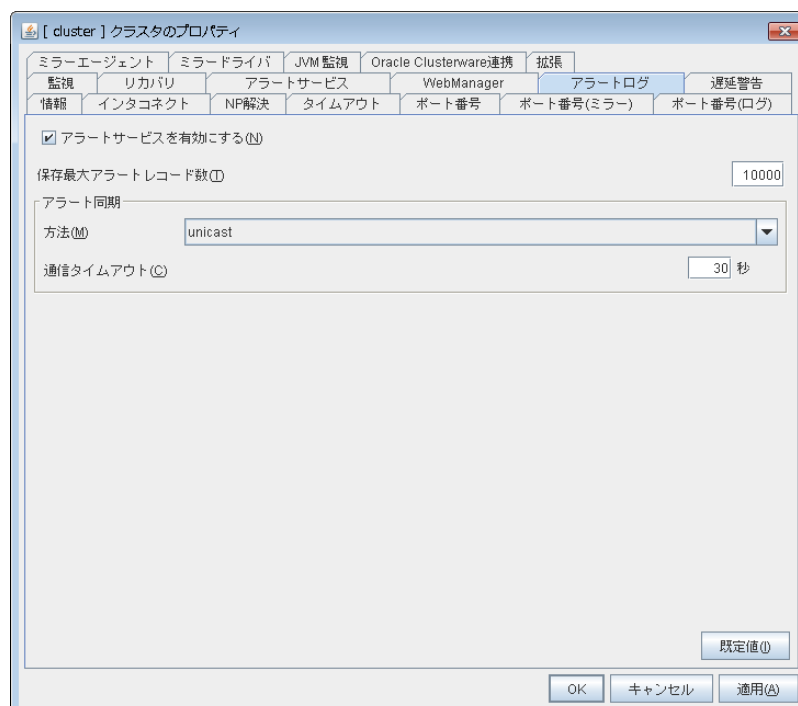 [ cluster ] クラスタのプロパティ
ミラーエージェント ミラードライバ JVM監視 Oracle Clusterware連携 拡張
監視 リカバリ アラートサービス WebManager アラートログ 遅延警告
情報 インタコネクト NP解決 タイムアウト ポート番号 ポート番号(ミラー) ポート番号(ログ)
アラートサービスを有効にする(N)
保存最大アラートレコード数(T) 10000
アラート同期
方法(M) unicast
通信タイムアウト(C) 30 秒
既定値(I)
OK キャンセル 適用(A)